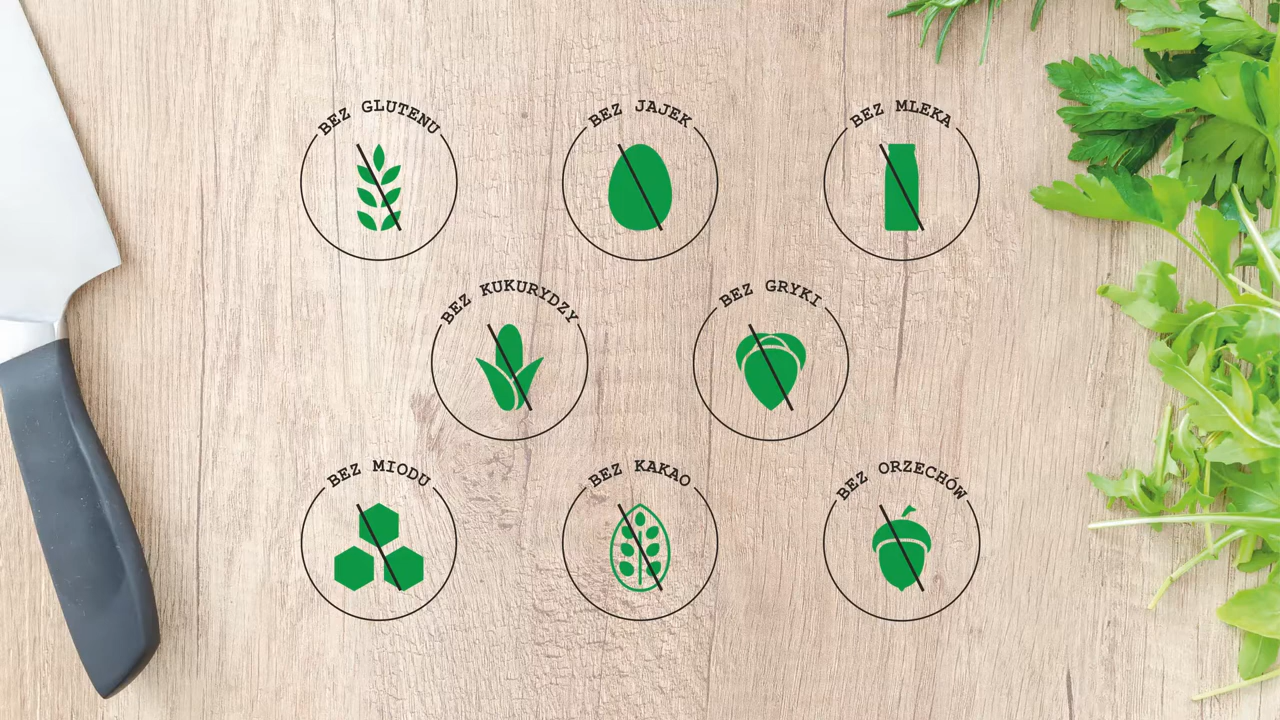 BEZ GLUTENU
BEZ JAJEK
BEZ MLEKA
BEZ KUKURYDZY
BEZ GRYKI
BEZ MIODU
BEZ KAKAO
BEZ ORZECHÓW